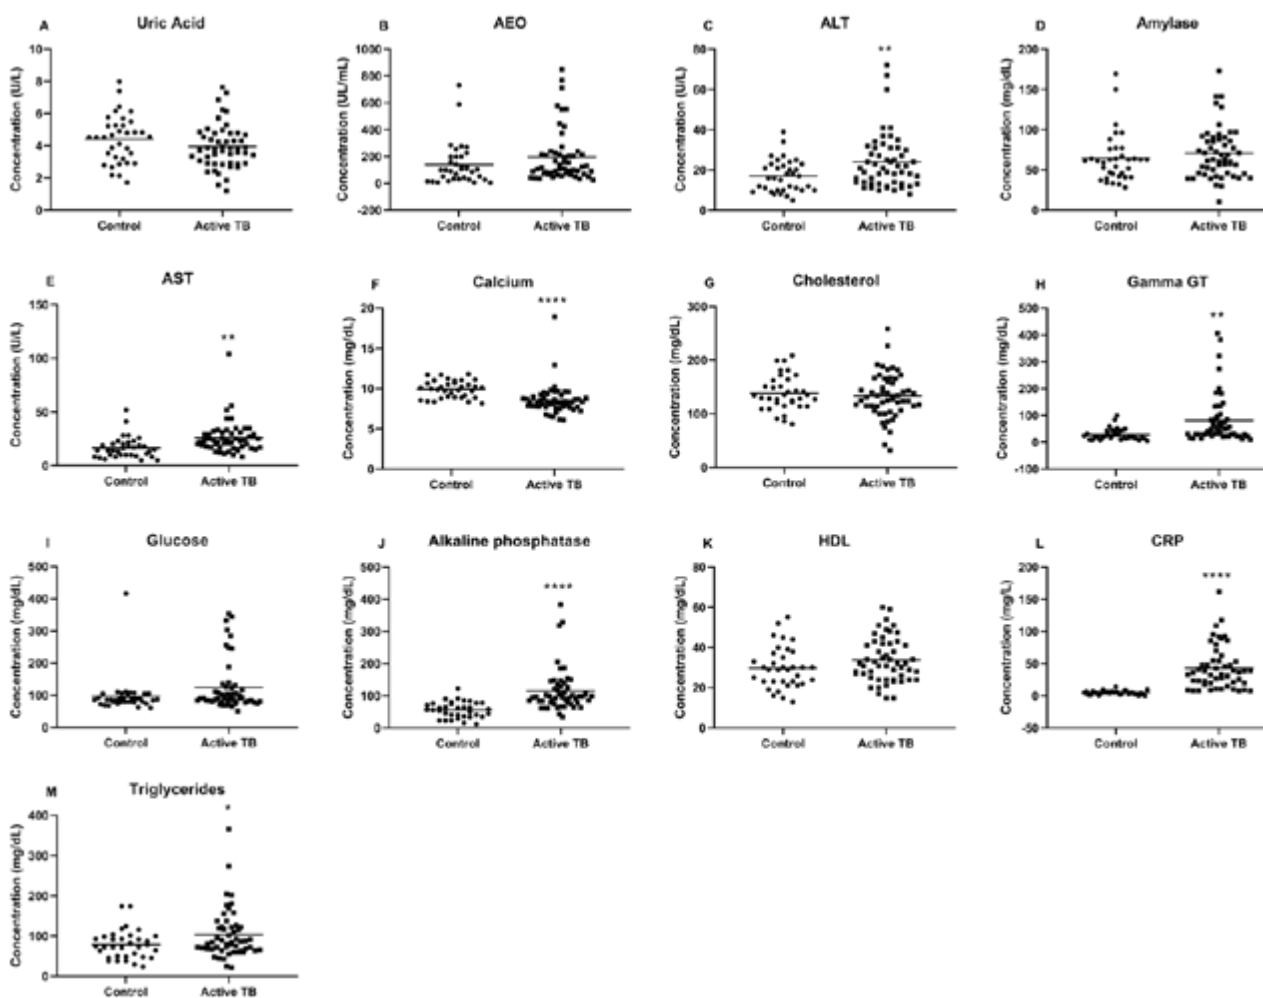 A Uric Acid
Concentration (U/L)
10
8
6
4
2
0
Control Active TB
B AEO
Concentration (UL/mL)
1000
800
600
400
200
0
-200
Control Active TB
C ALT
**
Concentration (U/L)
80
60
40
20
0
Control Active TB
D Amylase
Concentration (mg/dL)
200
150
100
50
0
Control Active TB
E AST
**
Concentration (U/L)
150
100
50
0
Control Active TB
F Calcium
****
Concentration (mg/dL)
20
15
10
5
0
Control Active TB
G Cholesterol
Concentration (mg/dL)
300
200
100
0
Control Active TB
H Gamma GT
**
Concentration (mg/dL)
500
400
300
200
100
0
-100
Control Active TB
I Glucose
Concentration (mg/dL)
500
400
300
200
100
0
Control Active TB
J Alkaline phosphatase
****
Concentration (mg/dL)
500
400
300
200
100
0
Control Active TB
K HDL
Concentration (mg/dL)
80
60
40
20
0
Control Active TB
L CRP
****
Concentration (mg/L)
200
150
100
50
0
-50
Control Active TB
M Triglycerides
*
Concentration (mg/dL)
400
300
200
100
0
Control Active TB